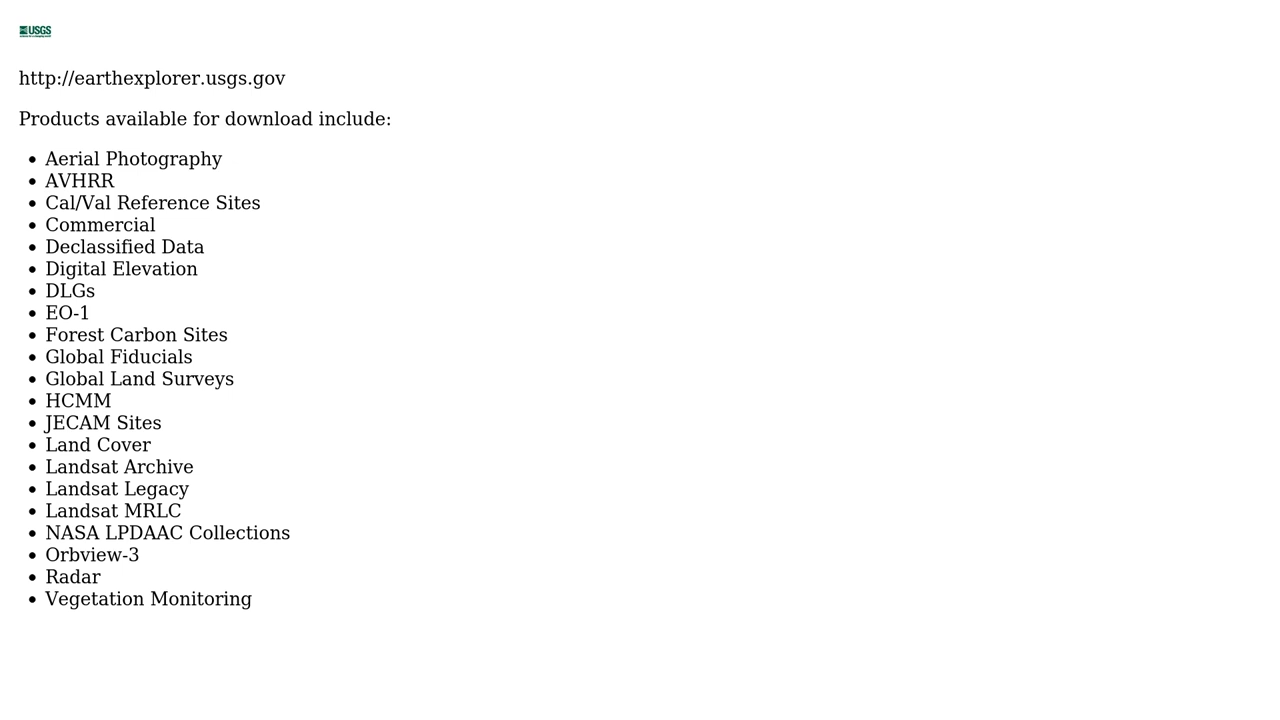 USGS
http://earthexplorer.usgs.gov
Products available for download include:
• Aerial Photography
• AVHRR
• Cal/Val Reference Sites
• Commercial
• Declassified Data
• Digital Elevation
• DLGs
• EO-1
• Forest Carbon Sites
• Global Fiducials
• Global Land Surveys
• HCMM
• JECAM Sites
• Land Cover
• Landsat Archive
• Landsat Legacy
• Landsat MRLC
• NASA LPDAAC Collections
• Orbview-3
• Radar
• Vegetation Monitoring